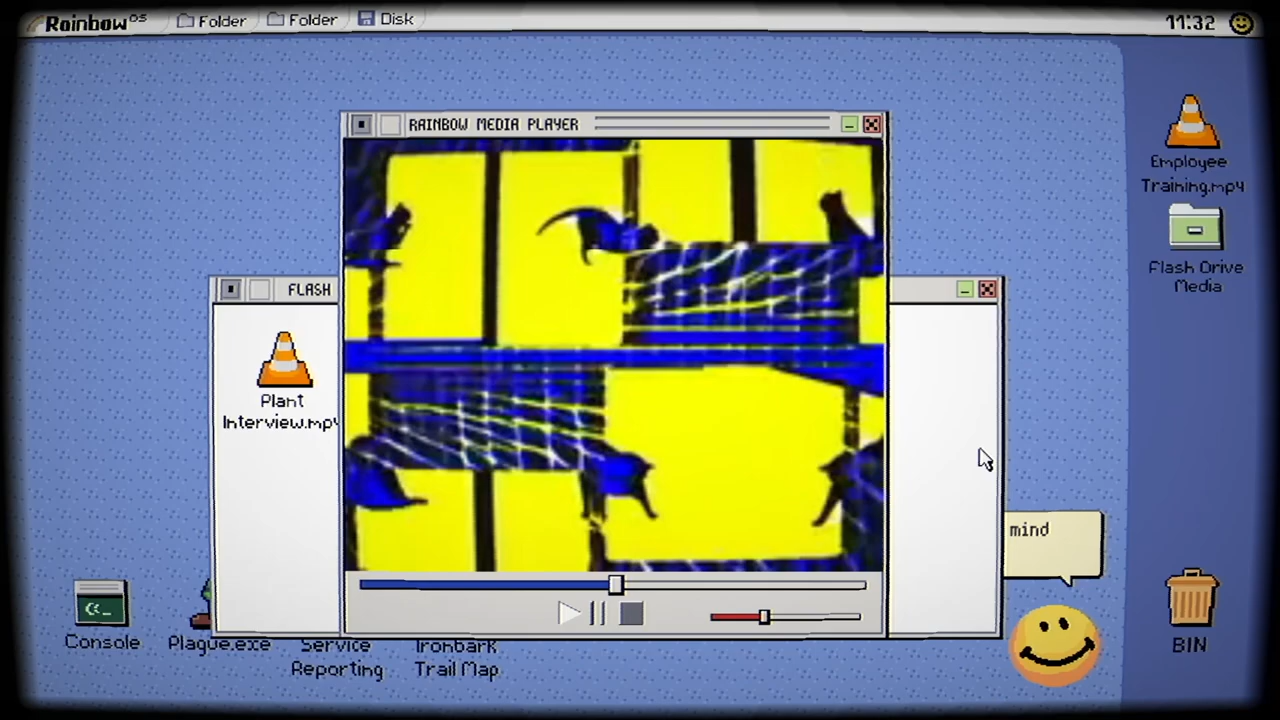 Rainbow OS
Folder
Folder
Disk
11:32
RAINBOW MEDIA PLAYER
FLASH
Employee
Training.mp4
Flash Drive
Media
Plant
Interview.mp4
mind
Console
Plague.exe
Service
Reporting
Ironbark
Trail Map
BIN